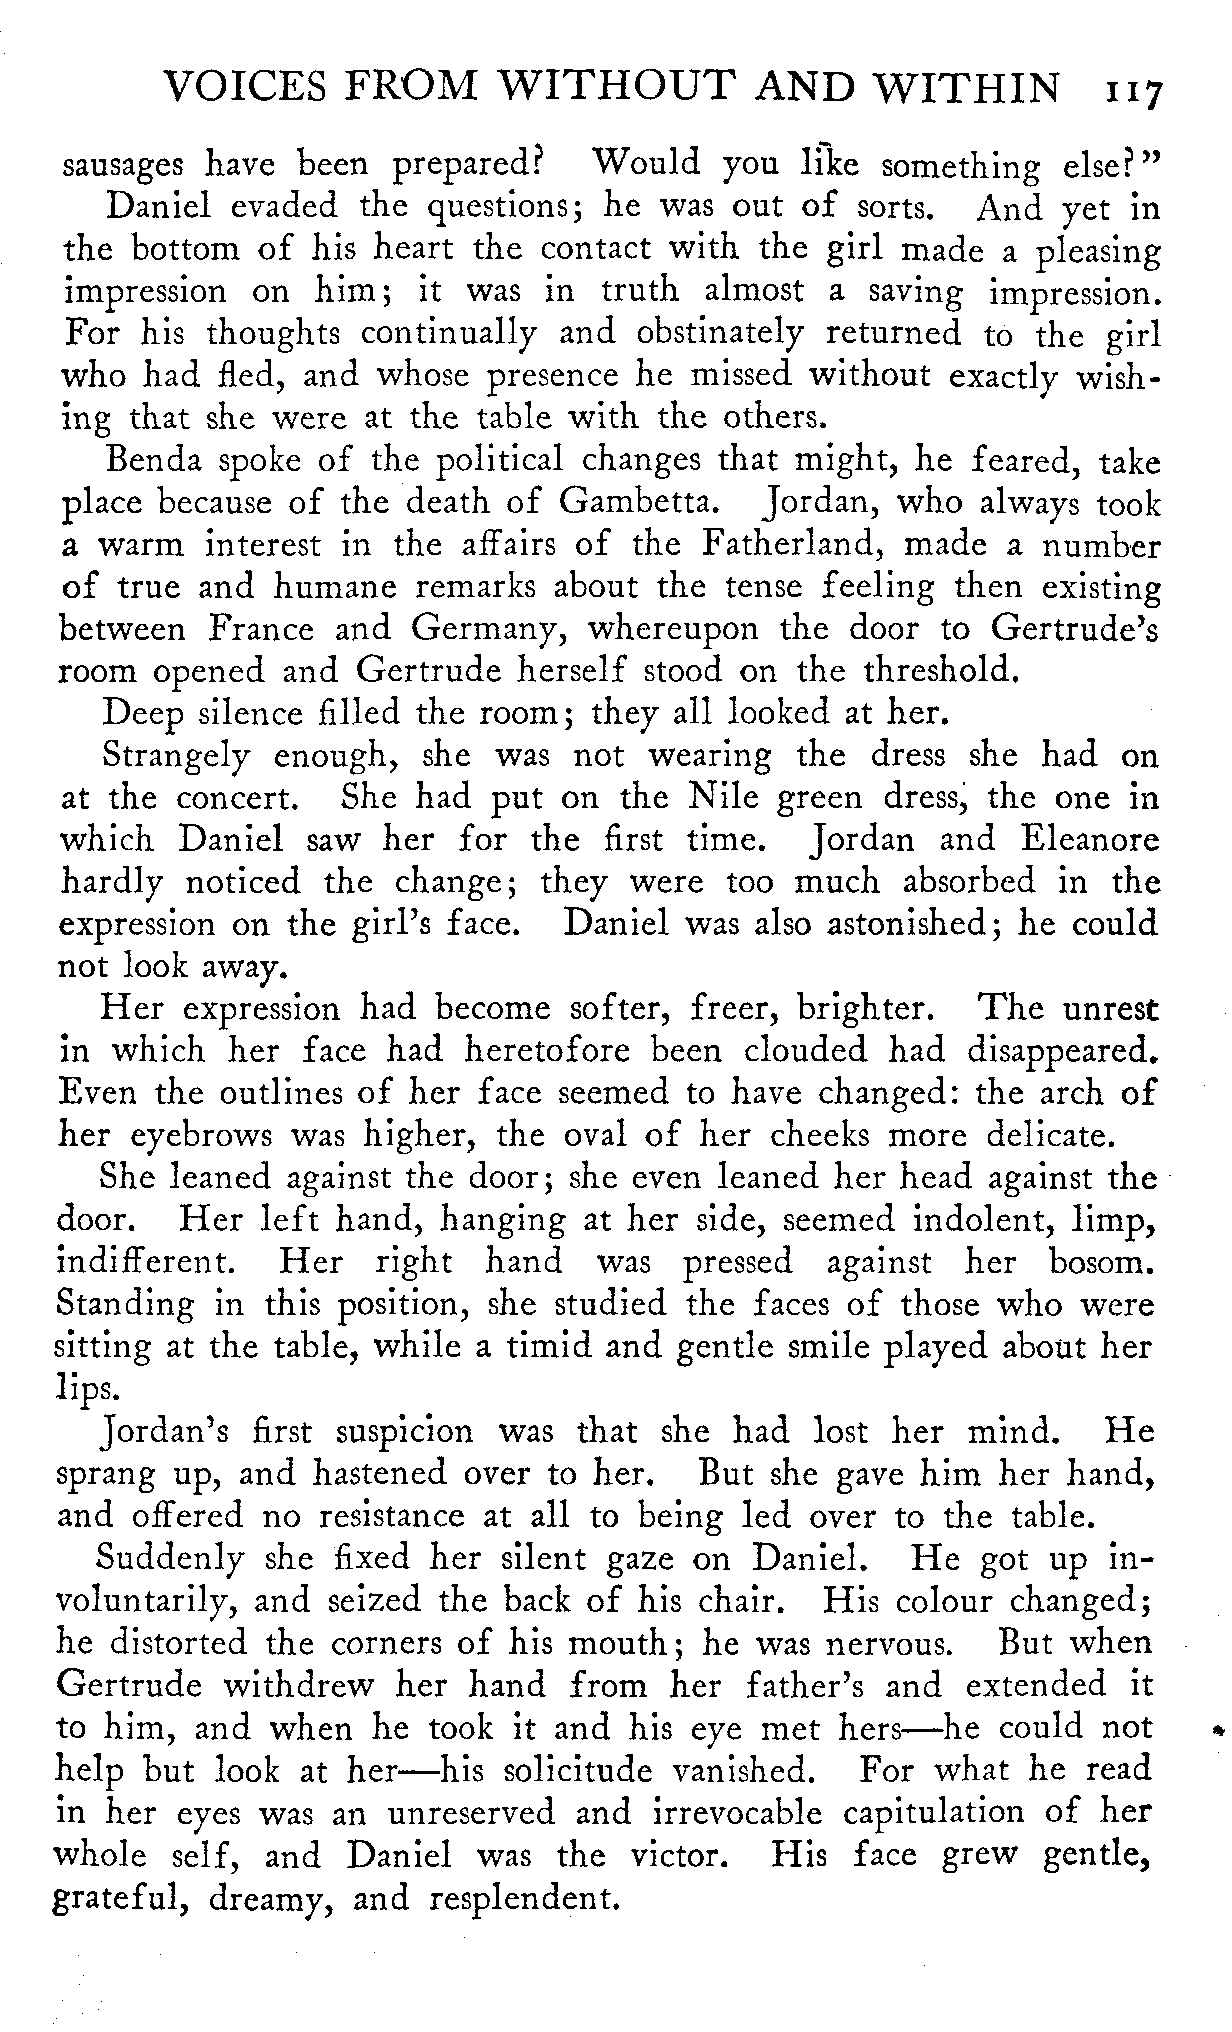 VOICES FROM WITHOUT AND WITHIN 117
sausages have been prepared? Would you like something else?"
Daniel evaded the questions; he was out of sorts. And yet in
the bottom of his heart the contact with the girl made a pleasing
impression on him; it was in truth almost a saving impression.
For his thoughts continually and obstinately returned to the girl
who had fled, and whose presence he missed without exactly wish-
ing that she were at the table with the others.
Benda spoke of the political changes that might, he feared, take
place because of the death of Gambetta. Jordan, who always took
a warm interest in the affairs of the Fatherland, made a number
of true and humane remarks about the tense feeling then existing
between France and Germany, whereupon the door to Gertrude's
room opened and Gertrude herself stood on the threshold.
Deep silence filled the room; they all looked at her.
Strangely enough, she was not wearing the dress she had on
at the concert. She had put on the Nile green dress, the one in
which Daniel saw her for the first time. Jordan and Eleanore
hardly noticed the change; they were too much absorbed in the
expression on the girl's face. Daniel was also astonished; he could
not look away.
Her expression had become softer, freer, brighter. The unrest
in which her face had heretofore been clouded had disappeared.
Even the outlines of her face seemed to have changed: the arch of
her eyebrows was higher, the oval of her cheeks more delicate.
She leaned against the door; she even leaned her head against the
door. Her left hand, hanging at her side, seemed indolent, limp,
indifferent. Her right hand was pressed against her bosom.
Standing in this position, she studied the faces of those who were
sitting at the table, while a timid and gentle smile played about her
lips.
Jordan's first suspicion was that she had lost her mind. He
sprang up, and hastened over to her. But she gave him her hand,
and offered no resistance at all to being led over to the table.
Suddenly she fixed her silent gaze on Daniel. He got up in-
voluntarily, and seized the back of his chair. His colour changed;
he distorted the corners of his mouth; he was nervous. But when
Gertrude withdrew her hand from her father's and extended it
to him, and when he took it and his eye met hers—he could not
help but look at her—his solicitude vanished. For what he read
in her eyes was an unreserved and irrevocable capitulation of her
whole self, and Daniel was the victor. His face grew gentle,
grateful, dreamy, and resplendent.